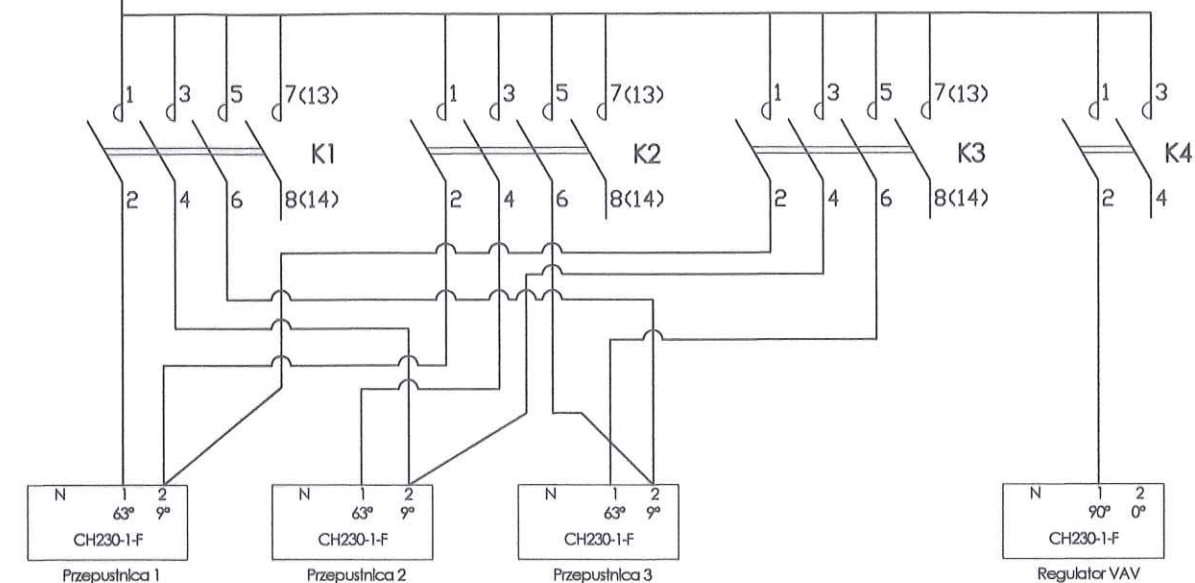 1 3 5 7(13) 1 3 5 7(13) 1 3 5 7(13) 1 3
K1 K2 K3 K4
2 4 6 8(14) 2 4 6 8(14) 2 4 6 8(14) 2 4
N 1 2 N 1 2 N 1 2 N 1 2
63° 9° 63° 9° 63° 9° 90° 0°
CH230-1-F CH230-1-F CH230-1-F CH230-1-F
Przepustnica 1 Przepustnica 2 Przepustnica 3 Regulator VAV